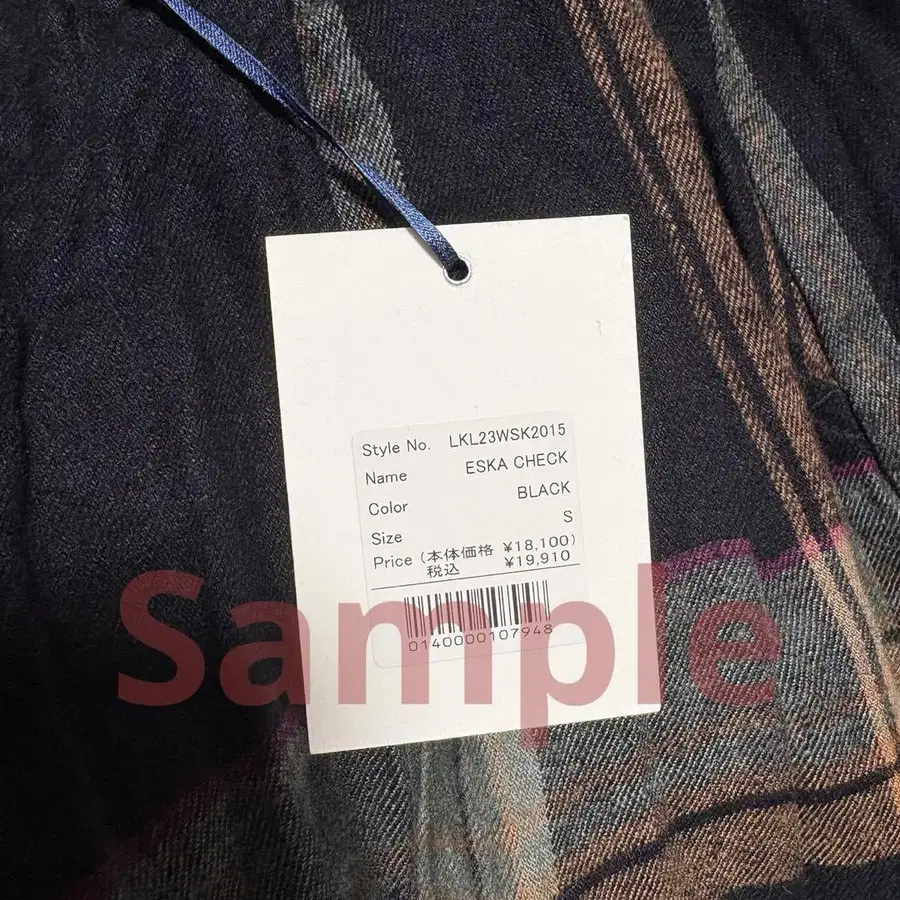 Style No. LKL23WSK2015
Name ESKA CHECK
Color BLACK
Size S
Price (本体価格 ¥18,100)
税込 ¥19,910
0140000107948
Sample